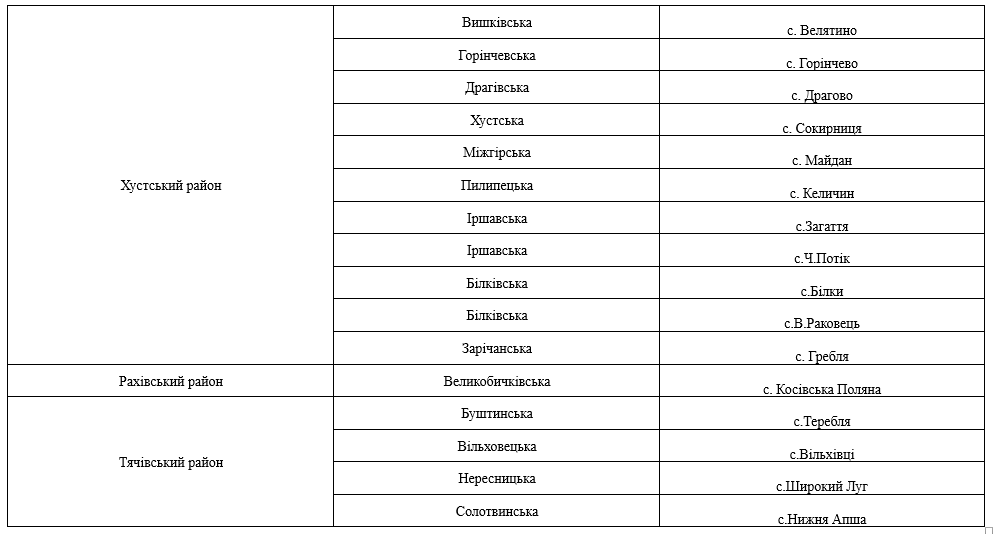 Вишківська
с. Велятино
Горінчевська
с. Горінчево
Драгівська
с. Драгово
Хустська
с. Сокирниця
Міжгірська
с. Майдан
Хустський район
Пилипецька
с. Келичин
Іршавська
с.Загаття
Іршавська
с.Ч.Потік
Білківська
с.Білки
Білківська
с.В.Раковець
Зарічанська
с. Гребля
Рахівський район
Великобичківська
с. Косівська Поляна
Буштинська
с.Теребля
Вільховецька
с.Вільхівці
Тячівський район
Нересницька
с.Широкий Луг
Солотвинська
с.Нижня Апша